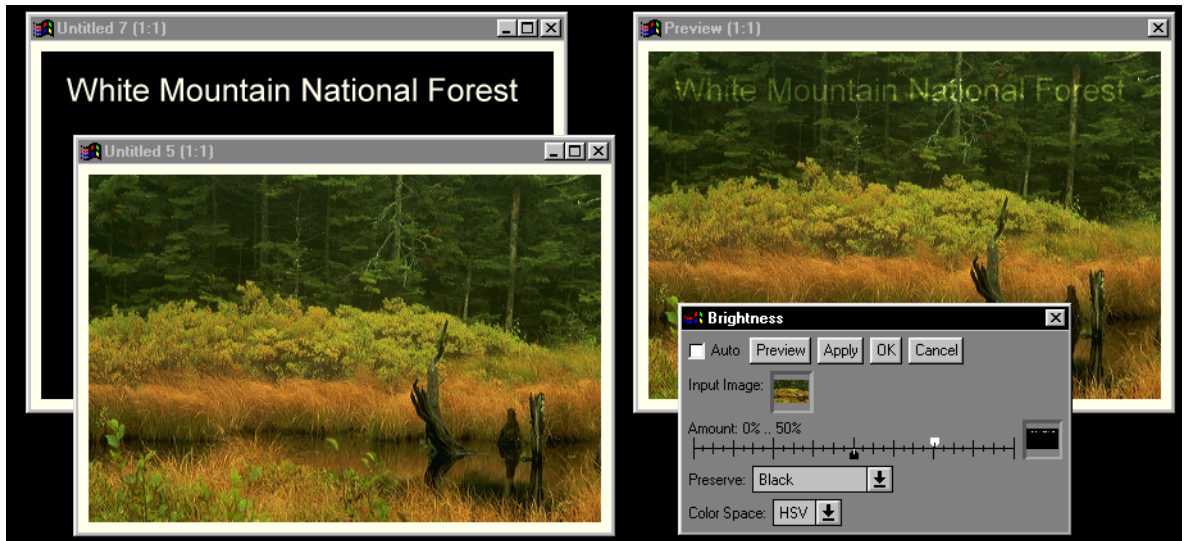 Untitled 7 (1:1)
White Mountain National Forest
Untitled 5 (1:1)
Preview (1:1)
White Mountain National Forest
Brightness
Auto Preview Apply OK Cancel
Input Image:
Amount: 0% .. 50%
Preserve: Black
Color Space: HSV